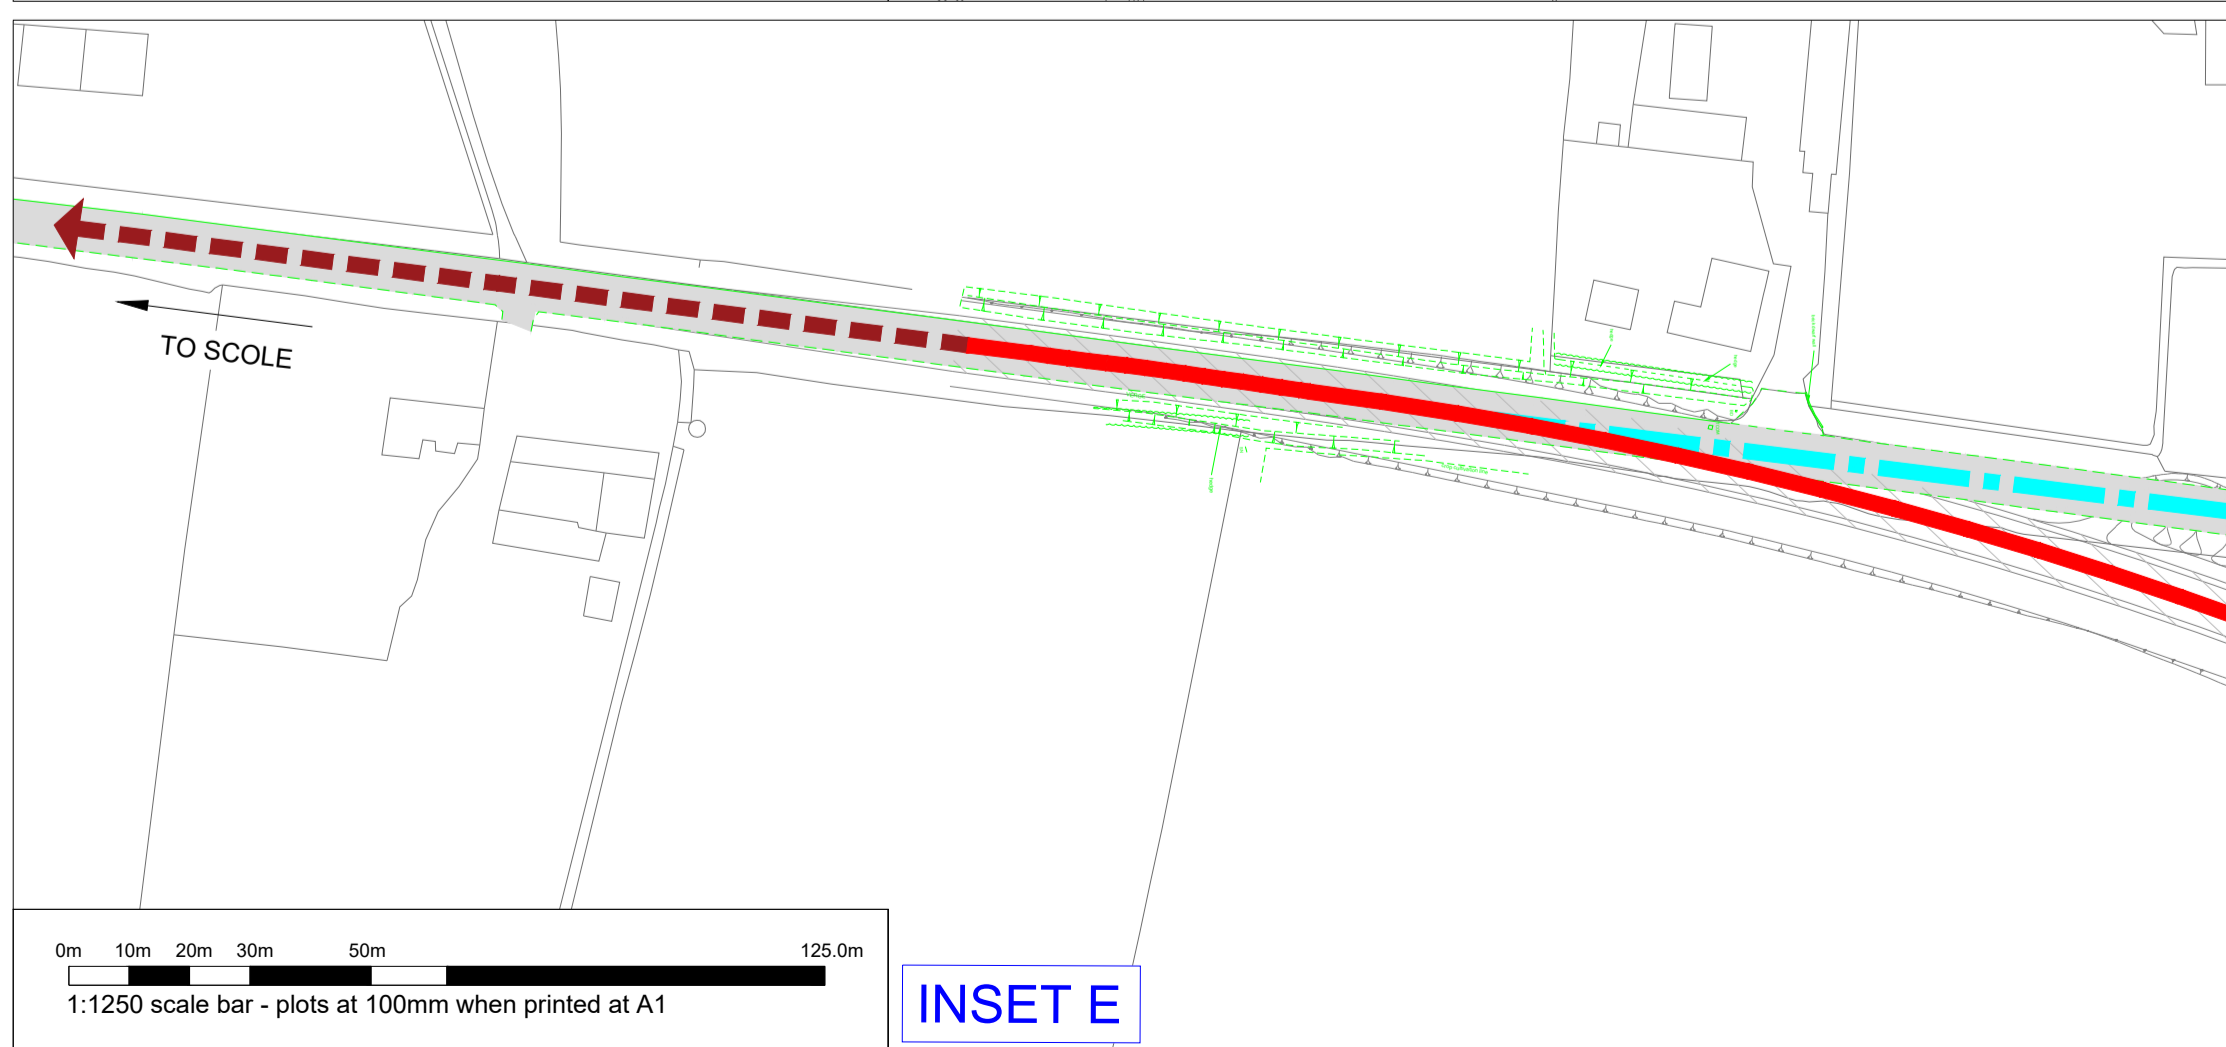 TO SCOLE
0m 10m 20m 30m 50m 125.0m
1:1250 scale bar - plots at 100mm when printed at A1
INSET E